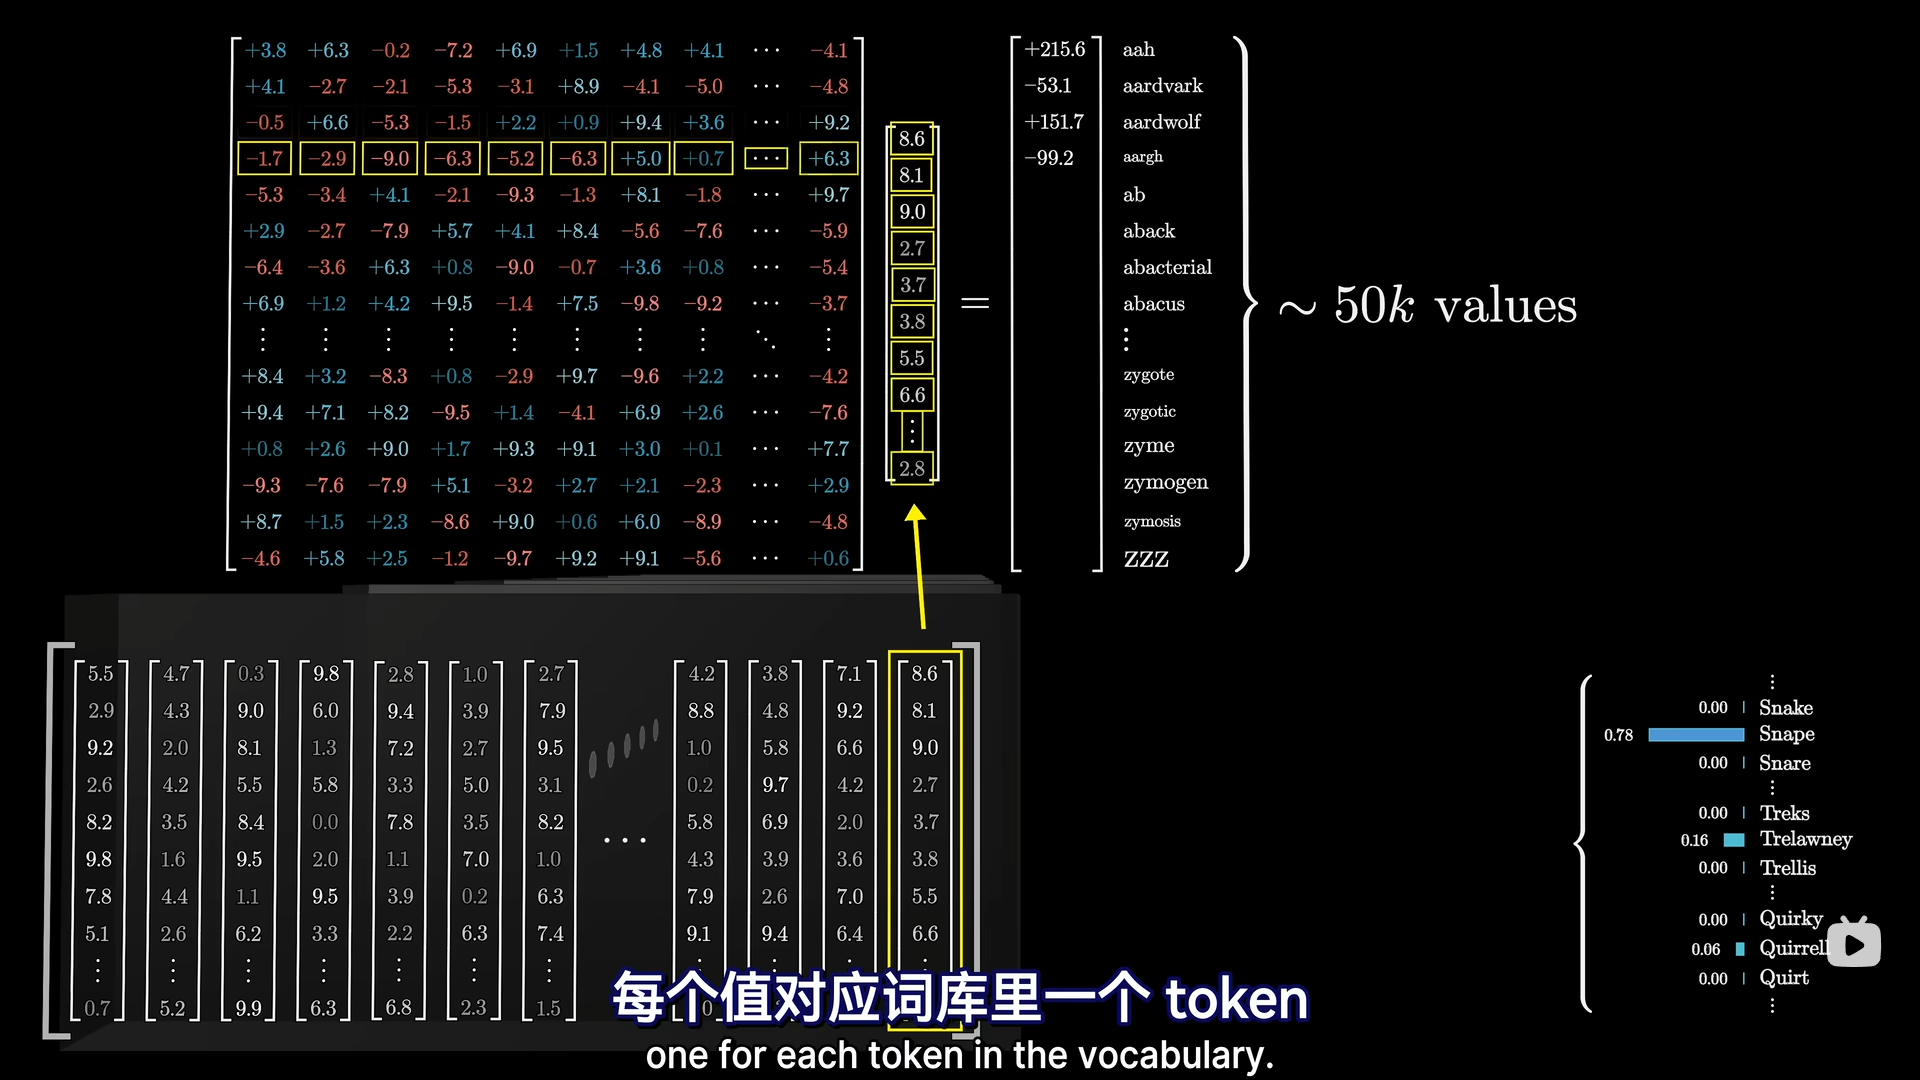 +3.8 +6.3 −0.2 −7.2 +6.9 +1.5 +4.8 +4.1 ⋯ −4.1
+4.1 −2.7 −2.1 −5.3 −3.1 +8.9 −4.1 −5.0 ⋯ −4.8
−0.5 +6.6 −5.3 −1.5 +2.2 +0.9 +9.4 +3.6 ⋯ +9.2
−1.7 −2.9 −9.0 −6.3 −5.2 −6.3 +5.0 +0.7 ⋯ +6.3
−5.3 −3.4 +4.1 −2.1 −9.3 −1.3 +8.1 −1.8 ⋯ +9.7
+2.9 −2.7 −7.9 +5.7 +4.1 +8.4 −5.6 −7.6 ⋯ −5.9
−6.4 −3.6 +6.3 +0.8 −9.0 −0.7 +3.6 +0.8 ⋯ −5.4
+6.9 +1.2 +4.2 +9.5 −1.4 +7.5 −9.8 −9.2 ⋯ −3.7
⋮ ⋮ ⋮ ⋮ ⋮ ⋮ ⋮ ⋮ ⋱ ⋮
+8.4 +3.2 −8.3 +0.8 −2.9 +9.7 −9.6 +2.2 ⋯ −4.2
+9.4 +7.1 +8.2 −9.5 +1.4 −4.1 +6.9 +2.6 ⋯ −7.6
+0.8 +2.6 +9.0 +1.7 +9.3 +9.1 +3.0 +0.1 ⋯ +7.7
−9.3 −7.6 −7.9 +5.1 −3.2 +2.7 +2.1 −2.3 ⋯ +2.9
+8.7 +1.5 +2.3 −8.6 +9.0 +0.6 +6.0 −8.9 ⋯ −4.8
−4.6 +5.8 +2.5 −1.2 −9.7 +9.2 +9.1 −5.6 ⋯ +0.6
8.6
8.1
9.0
2.7
3.7
3.8
5.5
6.6
⋮
2.8
=
+215.6 aah
−53.1 aardvark
+151.7 aardwolf
−99.2 aargh
ab
aback
abacterial
abacus
⋮
zygote
zygotic
zyme
zymogen
zymosis
ZZZ
∼ 50k values
5.5 4.7 0.3 9.8 2.8 1.0 2.7 4.2 3.8 7.1 8.6
2.9 4.3 9.0 6.0 9.4 3.9 7.9 8.8 4.8 9.2 8.1
9.2 2.0 8.1 1.3 7.2 2.7 9.5 1.0 5.8 6.6 9.0
2.6 4.2 5.5 5.8 3.3 5.0 3.1 0.2 9.7 4.2 2.7
8.2 3.5 8.4 0.0 7.8 3.5 8.2 ⋯ 5.8 6.9 2.0 3.7
9.8 1.6 9.5 2.0 1.1 7.0 1.0 4.3 3.9 3.6 3.8
7.8 4.4 1.1 9.5 3.9 0.2 6.3 7.9 2.6 7.0 5.5
5.1 2.6 6.2 3.3 2.2 6.3 7.4 9.1 9.4 6.4 6.6
⋮ ⋮ ⋮ ⋮ ⋮ ⋮ ⋮ ⋮ ⋮ ⋮ ⋮
0.7 5.2 9.9 6.3 6.8 2.3 1.5
⋮
0.00 Snake
0.78 Snape
0.00 Snare
⋮
0.00 Treks
0.16 Trelawney
0.00 Trellis
⋮
0.00 Quirky
0.06 Quirrell
0.00 Quirt
⋮
每个值对应词库里一个 token
one for each token in the vocabulary.